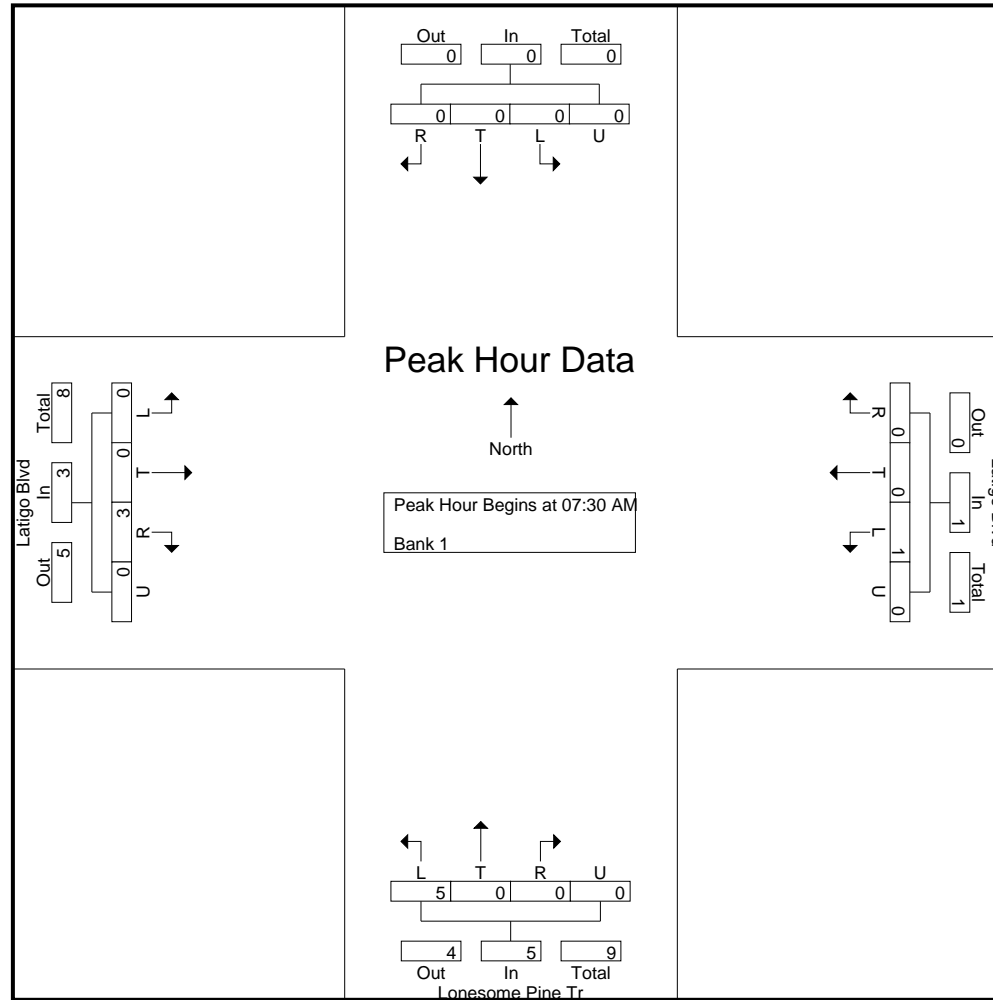 Out In Total
0 0 0
0 0 0 0
R T L U
Peak Hour Data
North
Peak Hour Begins at 07:30 AM
Bank 1
Latigo Blvd
Total In Out
8 3 5
0 0 3 0
L T R U
R T L U
0 0 1 0
Out In Total
0 1 1
L T R U
5 0 0 0
4 5 9
Out In Total
Lonesome Pine Tr